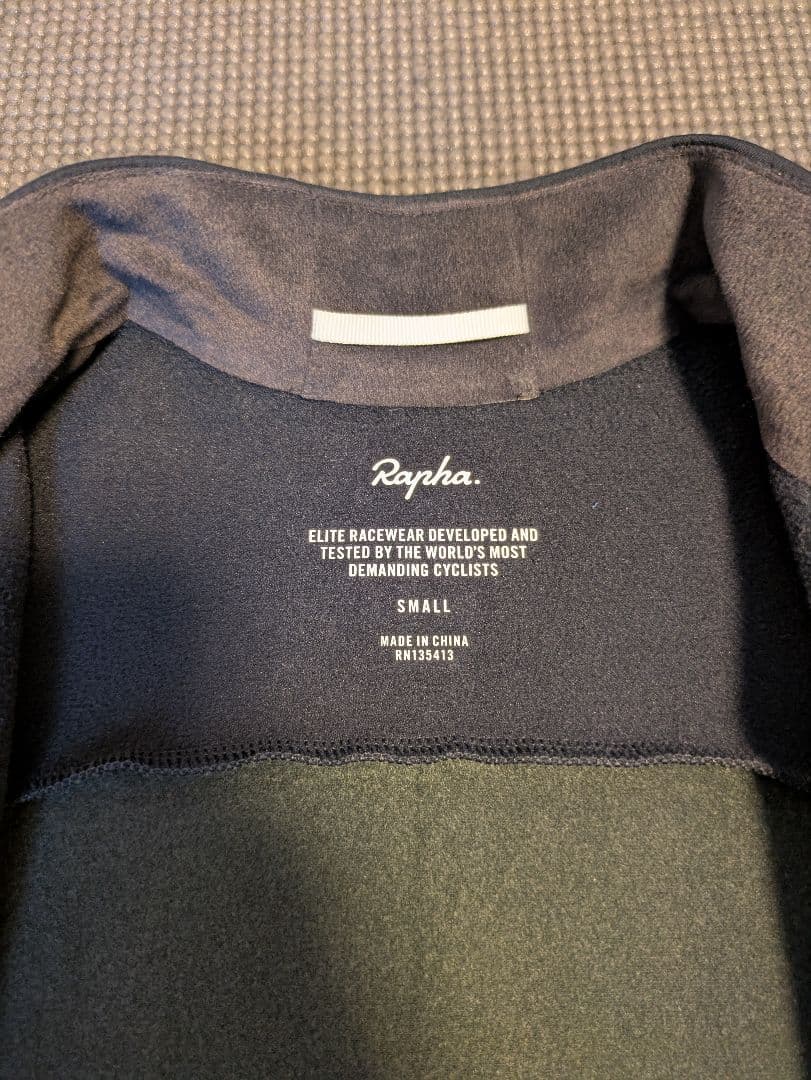 Rapha.
ELITE RACEWEAR DEVELOPED AND
TESTED BY THE WORLD'S MOST
DEMANDING CYCLISTS
SMALL
MADE IN CHINA
RN135413